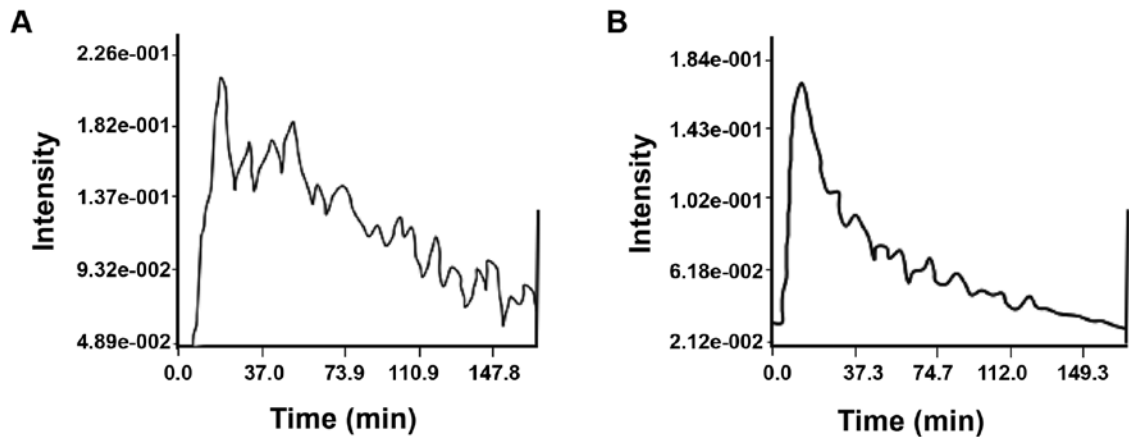 A
2.26e-001
1.82e-001
1.37e-001
9.32e-002
4.89e-002
0.0 37.0 73.9 110.9 147.8
Intensity
Time (min)
B
1.84e-001
1.43e-001
1.02e-001
6.18e-002
2.12e-002
0.0 37.3 74.7 112.0 149.3
Intensity
Time (min)